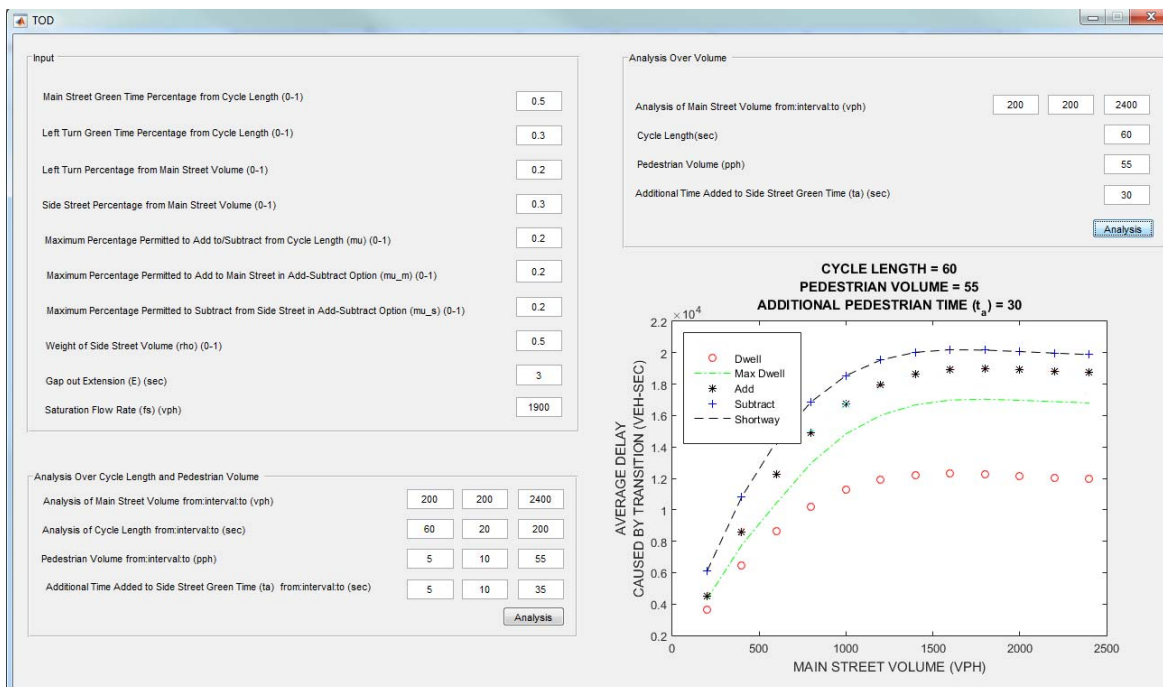 TOD
Input
Main Street Green Time Percentage from Cycle Length (0-1)
0.5
Left Turn Green Time Percentage from Cycle Length (0-1)
0.3
Left Turn Percentage from Main Street Volume (0-1)
0.2
Side Street Percentage from Main Street Volume (0-1)
0.3
Maximum Percentage Permitted to Add to/Subtract from Cycle Length (mu) (0-1)
0.2
Maximum Percentage Permitted to Add to Main Street in Add-Subtract Option (mu_m) (0-1)
0.2
Maximum Percentage Permitted to Subtract from Side Street in Add-Subtract Option (mu_s) (0-1)
0.2
Weight of Side Street Volume (rho) (0-1)
0.5
Gap out Extension (E) (sec)
3
Saturation Flow Rate (fs) (vph)
1900
Analysis Over Cycle Length and Pedestrian Volume
Analysis of Main Street Volume from:interval:to (vph)
200 200 2400
Analysis of Cycle Length from:interval:to (sec)
60 20 200
Pedestrian Volume from:interval:to (pph)
5 10 55
Additional Time Added to Side Street Green Time (ta) from:interval:to (sec)
5 10 35
Analysis
Analysis Over Volume
Analysis of Main Street Volume from:interval:to (vph)
200 200 2400
Cycle Length(sec)
60
Pedestrian Volume (pph)
55
Additional Time Added to Side Street Green Time (ta) (sec)
30
Analysis
CYCLE LENGTH = 60
PEDESTRIAN VOLUME = 55
ADDITIONAL PEDESTRIAN TIME (t_a) = 30
×10^4
2.2
2
1.8
1.6
1.4
1.2
1
0.8
0.6
0.4
0.2
AVERAGE DELAY
CAUSED BY TRANSITION (VEH-SEC)
Dwell
Max Dwell
Add
Subtract
Shortway
0 500 1000 1500 2000 2500
MAIN STREET VOLUME (VPH)